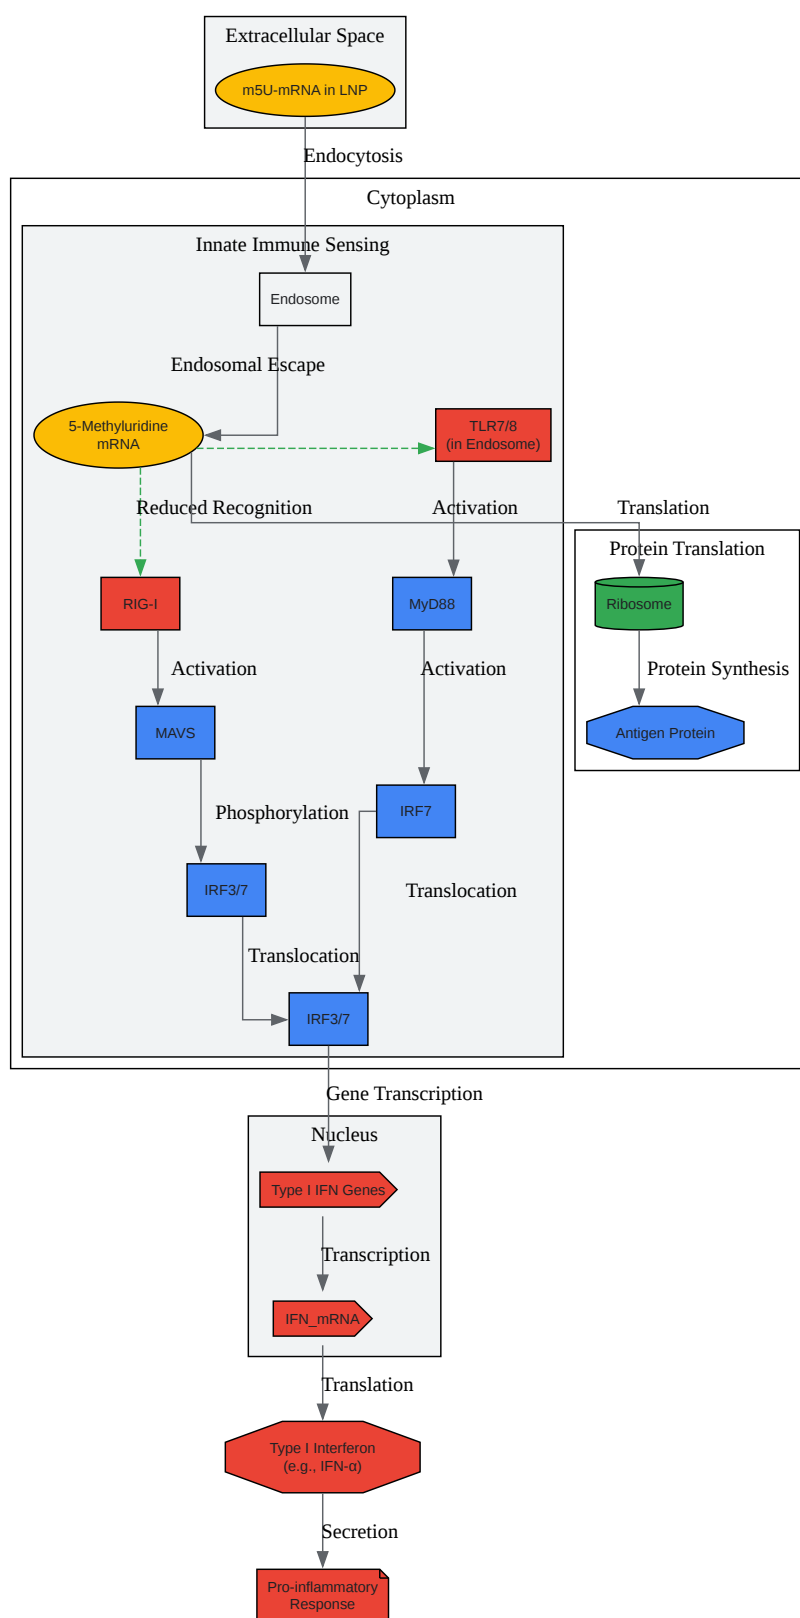 Extracellular Space
m5U-mRNA in LNP
Endocytosis
Cytoplasm
Innate Immune Sensing
Endosome
Endosomal Escape
5-Methyluridine
mRNA
TLR7/8
(in Endosome)
Reduced Recognition
Activation
Translation
Protein Translation
RIG-I
MyD88
Ribosome
Activation
Activation
Protein Synthesis
MAVS
Antigen Protein
Phosphorylation
IRF7
IRF3/7
Translocation
Translocation
IRF3/7
Gene Transcription
Nucleus
Type I IFN Genes
Transcription
IFN_mRNA
Translation
Type I Interferon
(e.g., IFN-α)
Secretion
Pro-inflammatory
Response